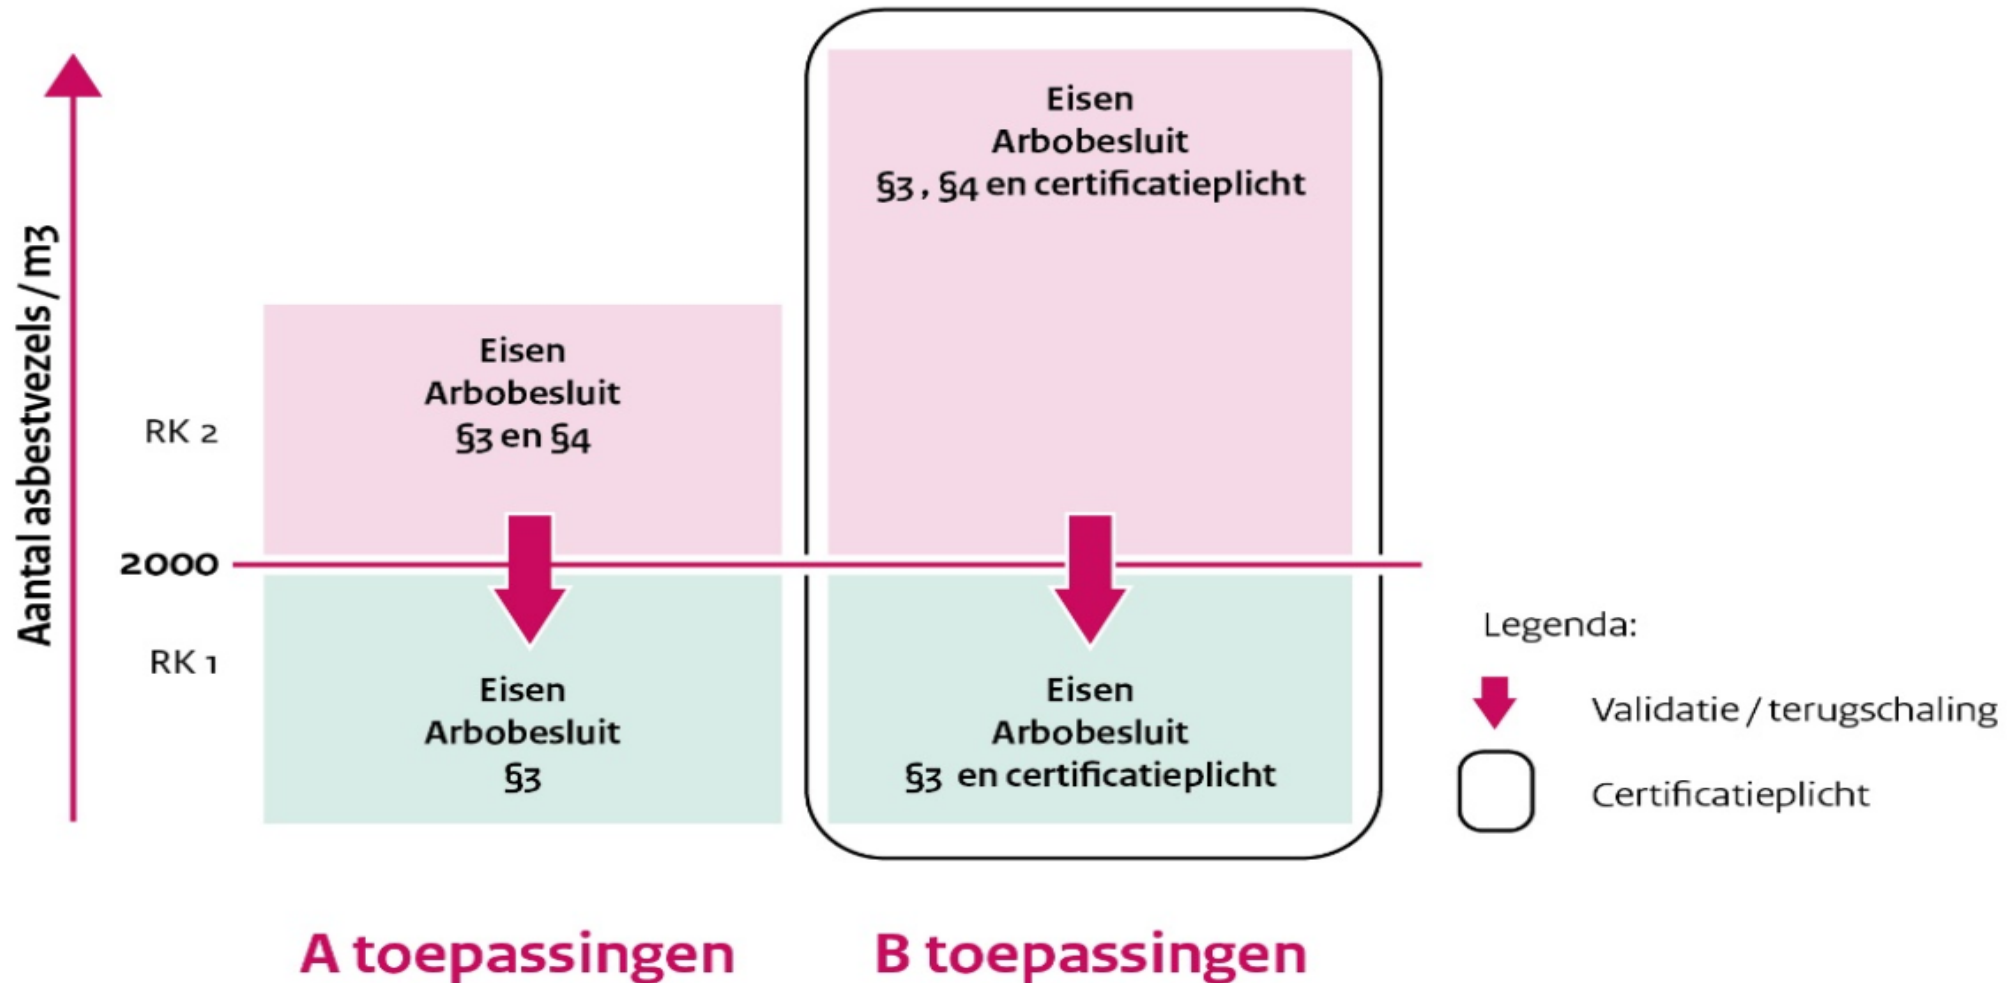 Aantal asbestvezels / m3
Eisen
Arbobesluit
§3 , §4 en certificatieplicht
Eisen
Arbobesluit
§3 en §4
RK 2
2000
RK 1
Eisen
Arbobesluit
§3
Eisen
Arbobesluit
§3 en certificatieplicht
Legenda:
Validatie / terugschaling
Certificatieplicht
A toepassingen
B toepassingen